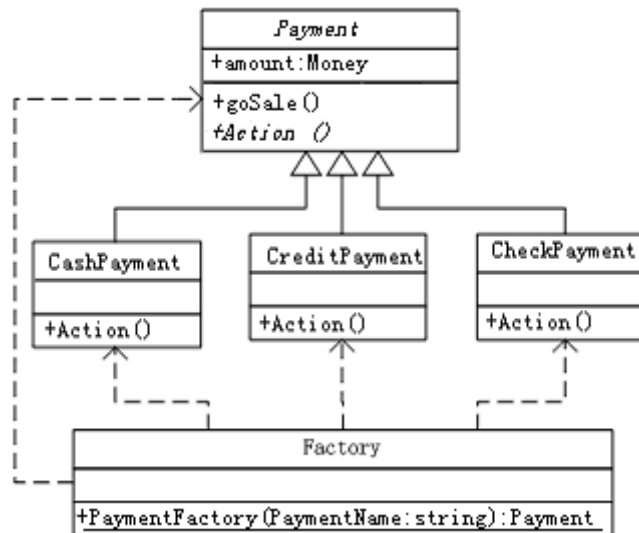 Payment
+amount:Money
+goSale()
+Action ()
CashPayment
+Action()
CreditPayment
+Action()
CheckPayment
+Action()
Factory
+PaymentFactory(PaymentName:string):Payment